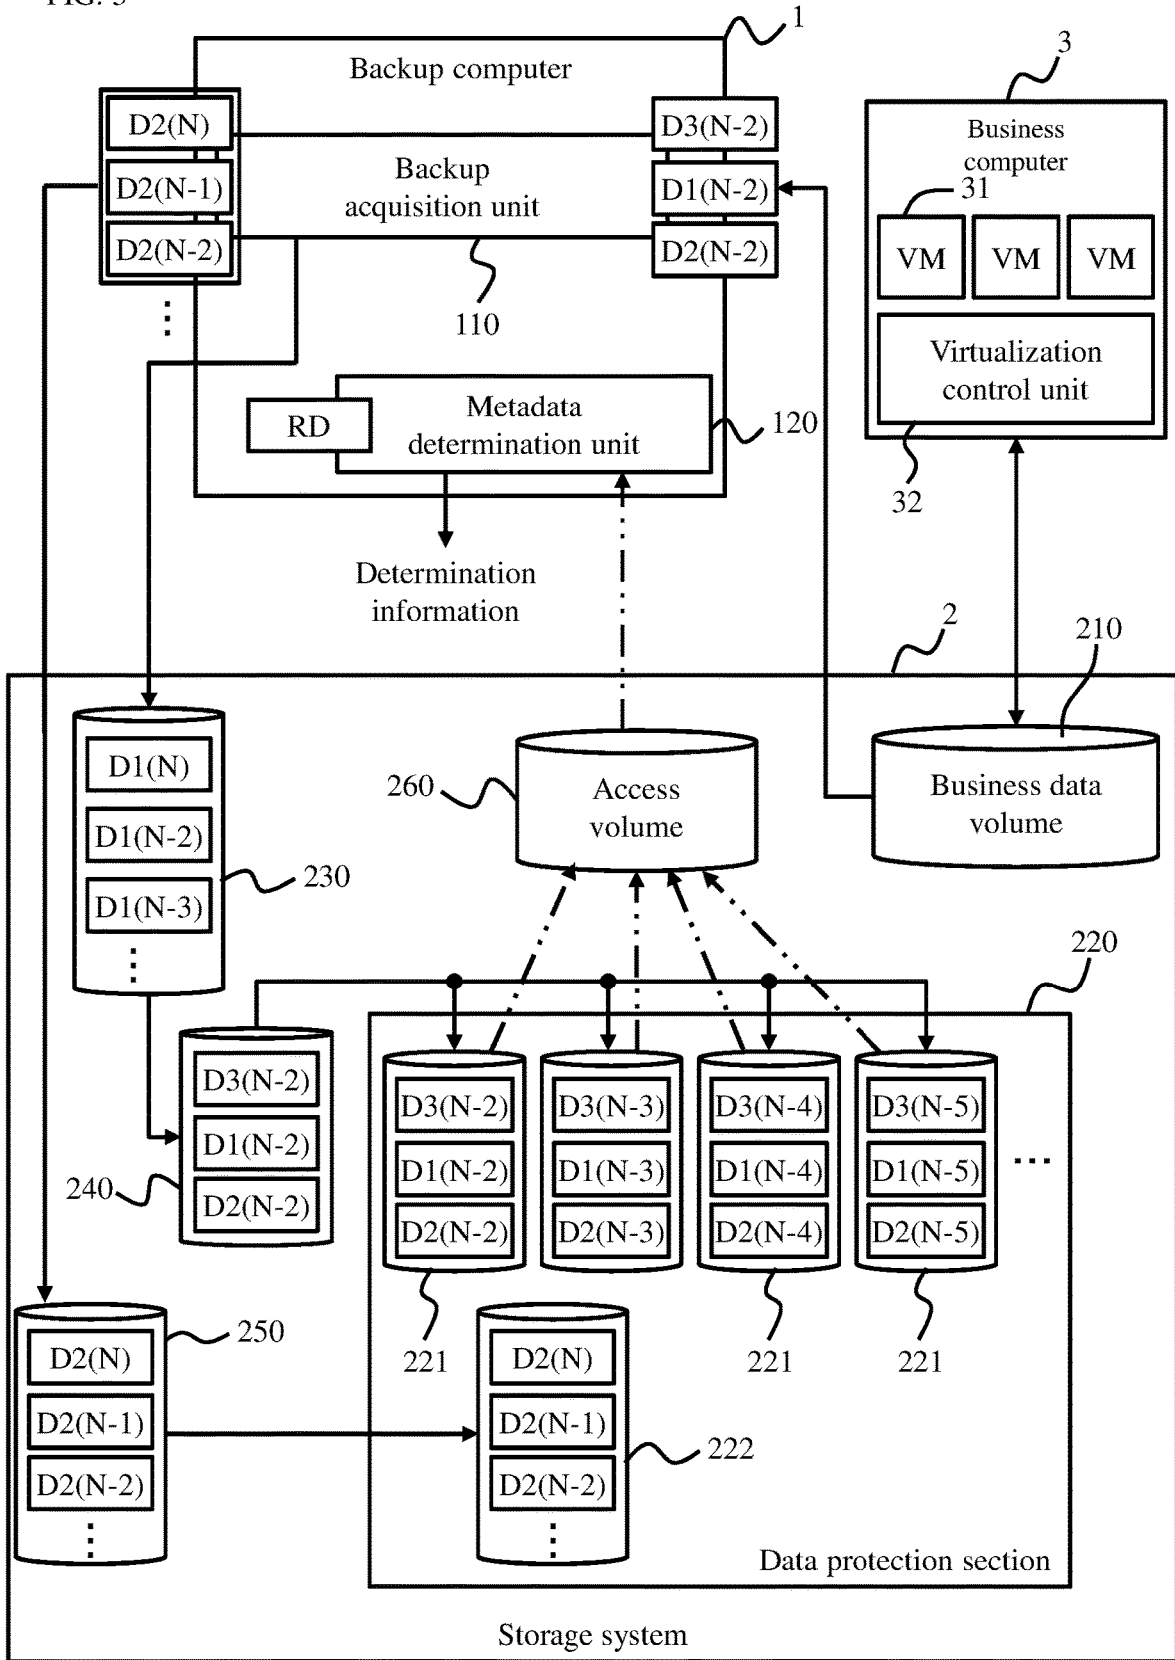 FIG. 3
1
Backup computer
D2(N)
D2(N-1)
D2(N-2)
⋮
Backup
acquisition unit
D3(N-2)
D1(N-2)
D2(N-2)
110
3
Business
computer
31
VM
VM
VM
Virtualization
control unit
32
RD
Metadata
determination unit
120
Determination
information
2
210
D1(N)
D1(N-2)
D1(N-3)
⋮
230
260
Access
volume
Business data
volume
220
D3(N-2)
D1(N-2)
D2(N-2)
240
D3(N-2)
D1(N-2)
D2(N-2)
221
D3(N-3)
D1(N-3)
D2(N-3)
D3(N-4)
D1(N-4)
D2(N-4)
221
D3(N-5)
D1(N-5)
D2(N-5)
221
...
D2(N)
D2(N-1)
D2(N-2)
⋮
250
D2(N)
D2(N-1)
D2(N-2)
⋮
222
Data protection section
Storage system